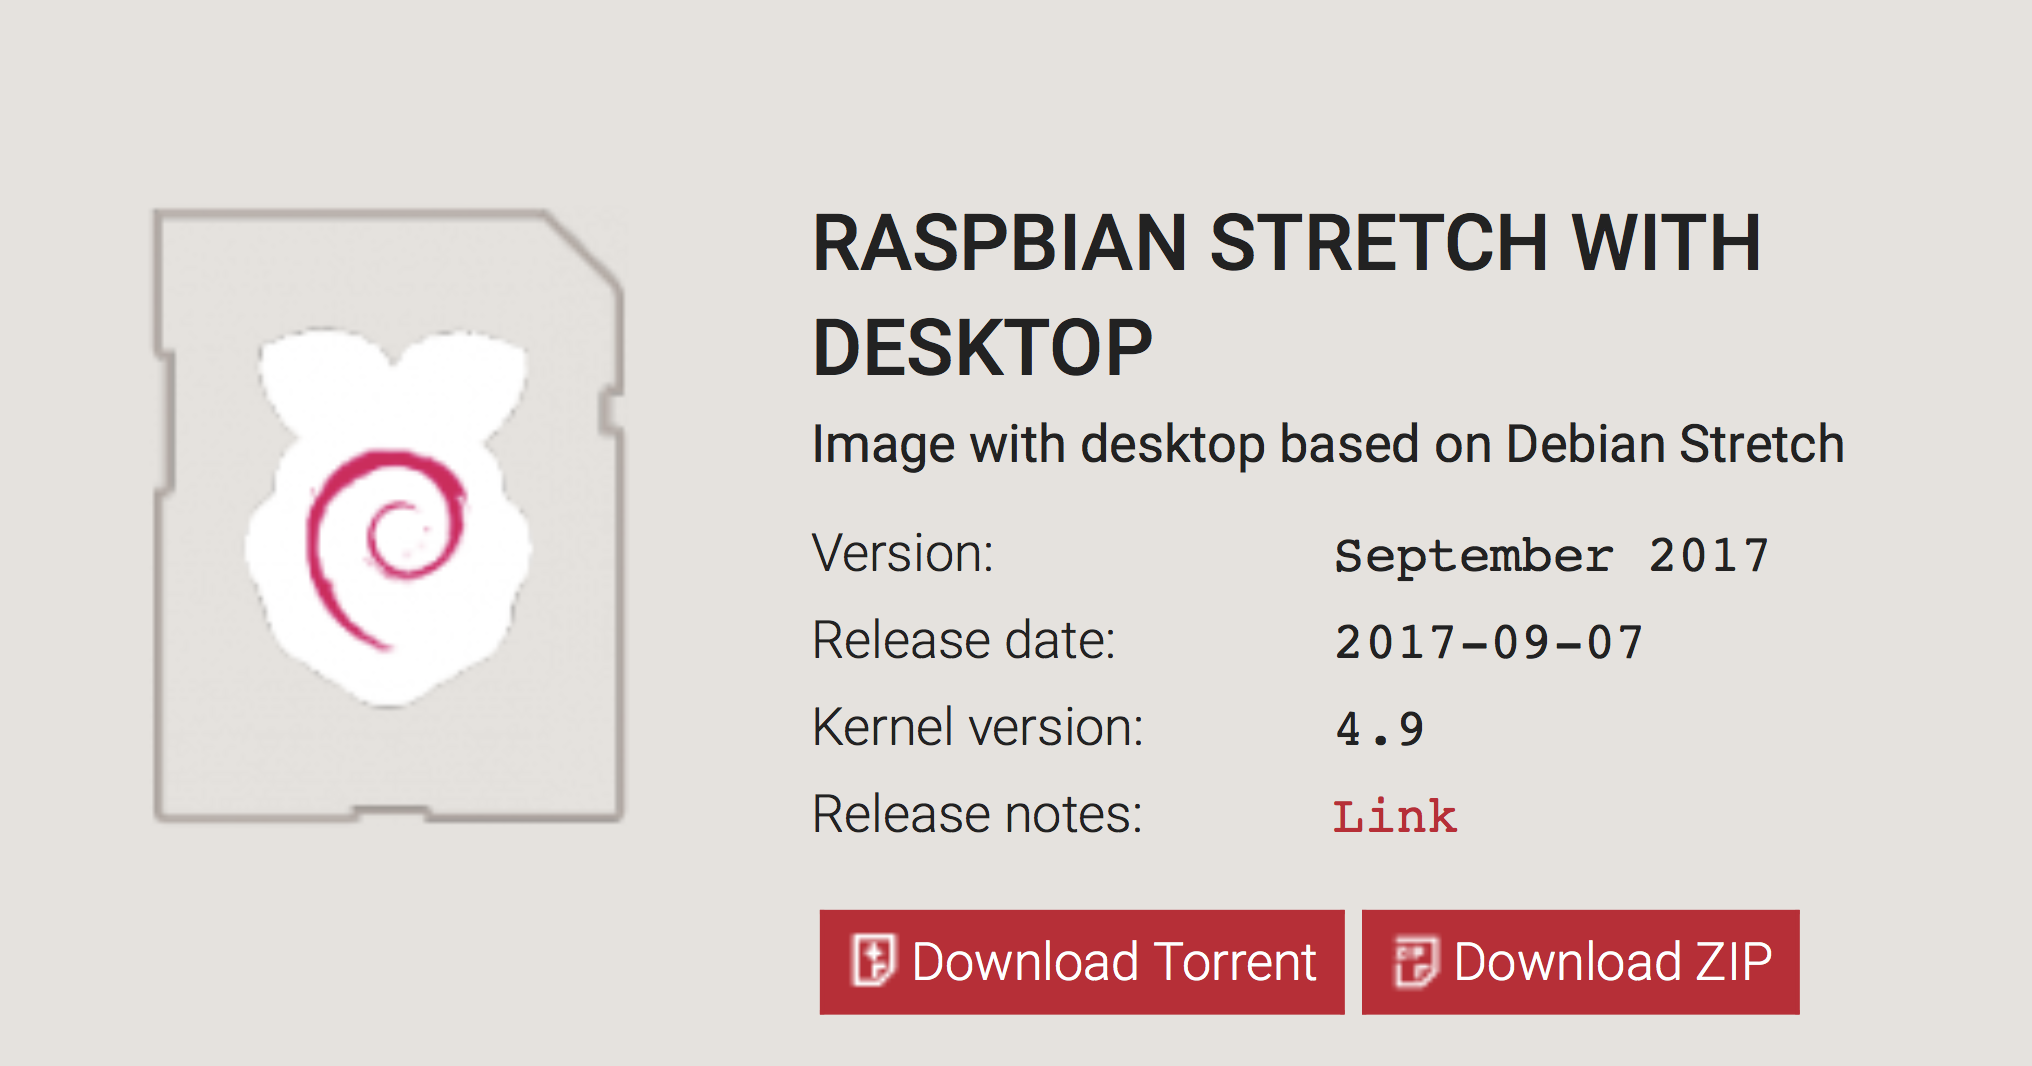 RASPBIAN STRETCH WITH
DESKTOP
Image with desktop based on Debian Stretch
Version: September 2017
Release date: 2017-09-07
Kernel version: 4.9
Release notes: Link
Download Torrent Download ZIP